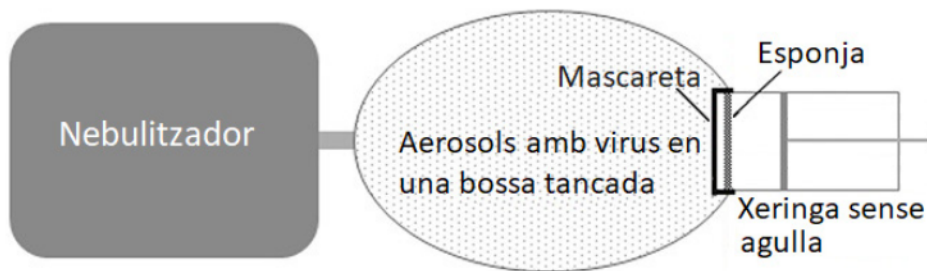 Nebulitzador
Mascareta
Esponja
Aerosols amb virus en
una bossa tancada
Xeringa sense
agulla